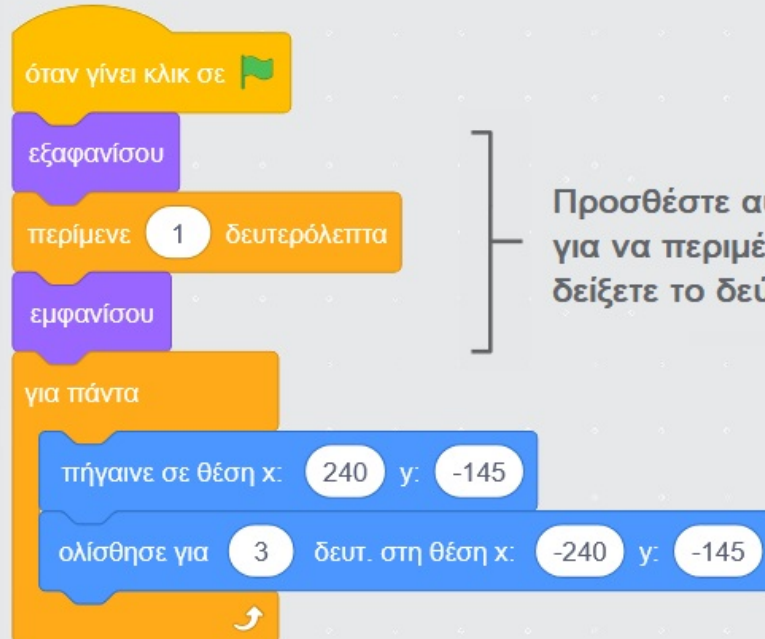 όταν γίνει κλικ σε
εξαφανίσου
περίμενε 1 δευτερόλεπτα
εμφανίσου
Προσθέστε
για να
δείξετε το
για πάντα
πήγαινε σε θέση x: 240 y: -145
ολίσθησε για 3 δευτ. στη θέση x: -240 y: -145